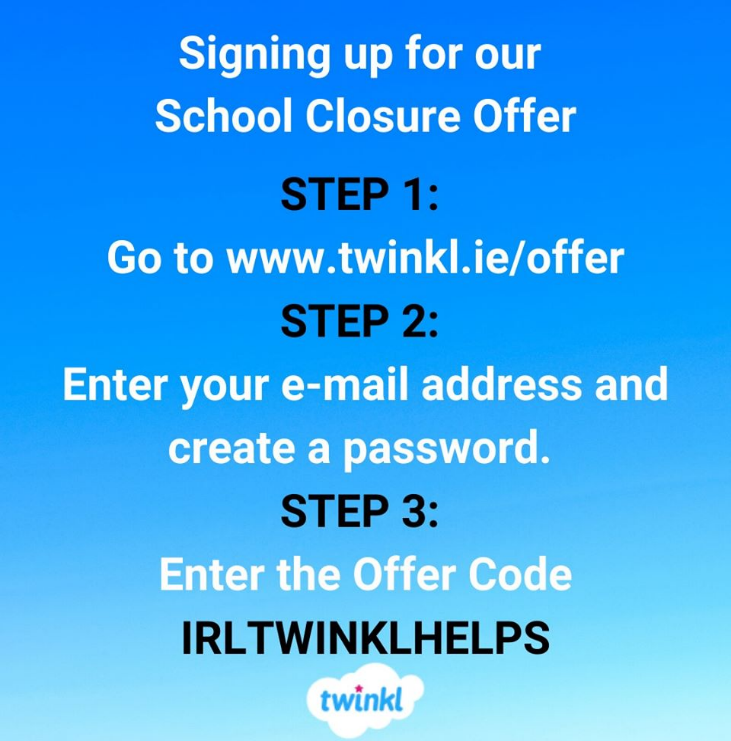 Signing up for our
School Closure Offer
STEP 1:
Go to www.twinkl.ie/offer
STEP 2:
Enter your e-mail address and
create a password.
STEP 3:
Enter the Offer Code
IRLTWINKLHELPS
twinkl